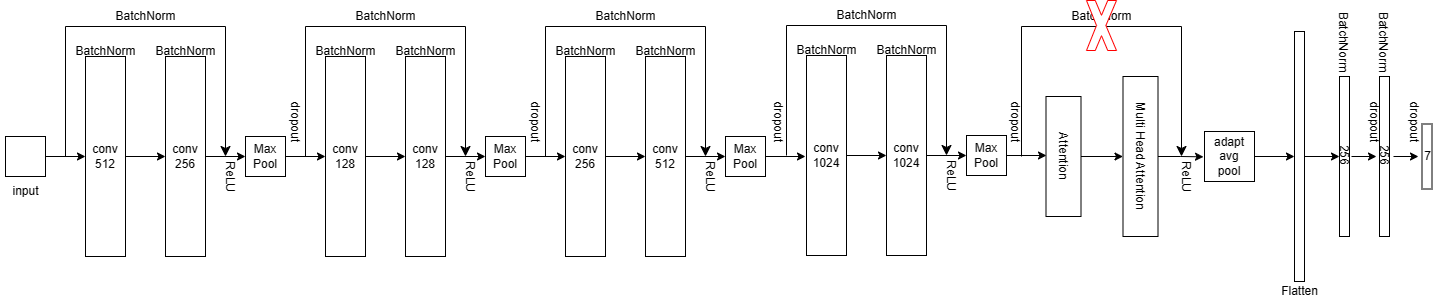 input
BatchNorm
BatchNorm
BatchNorm
conv
512
conv
256
ReLU
Max
Pool
dropout
BatchNorm
BatchNorm
BatchNorm
conv
128
conv
128
ReLU
Max
Pool
dropout
BatchNorm
BatchNorm
BatchNorm
conv
256
conv
512
ReLU
Max
Pool
dropout
BatchNorm
BatchNorm
BatchNorm
conv
1024
conv
1024
ReLU
Max
Pool
dropout
BatchNorm
X
Attention
Multi Head Attention
ReLU
adapt
avg
pool
Flatten
BatchNorm
256
dropout
BatchNorm
256
dropout
7